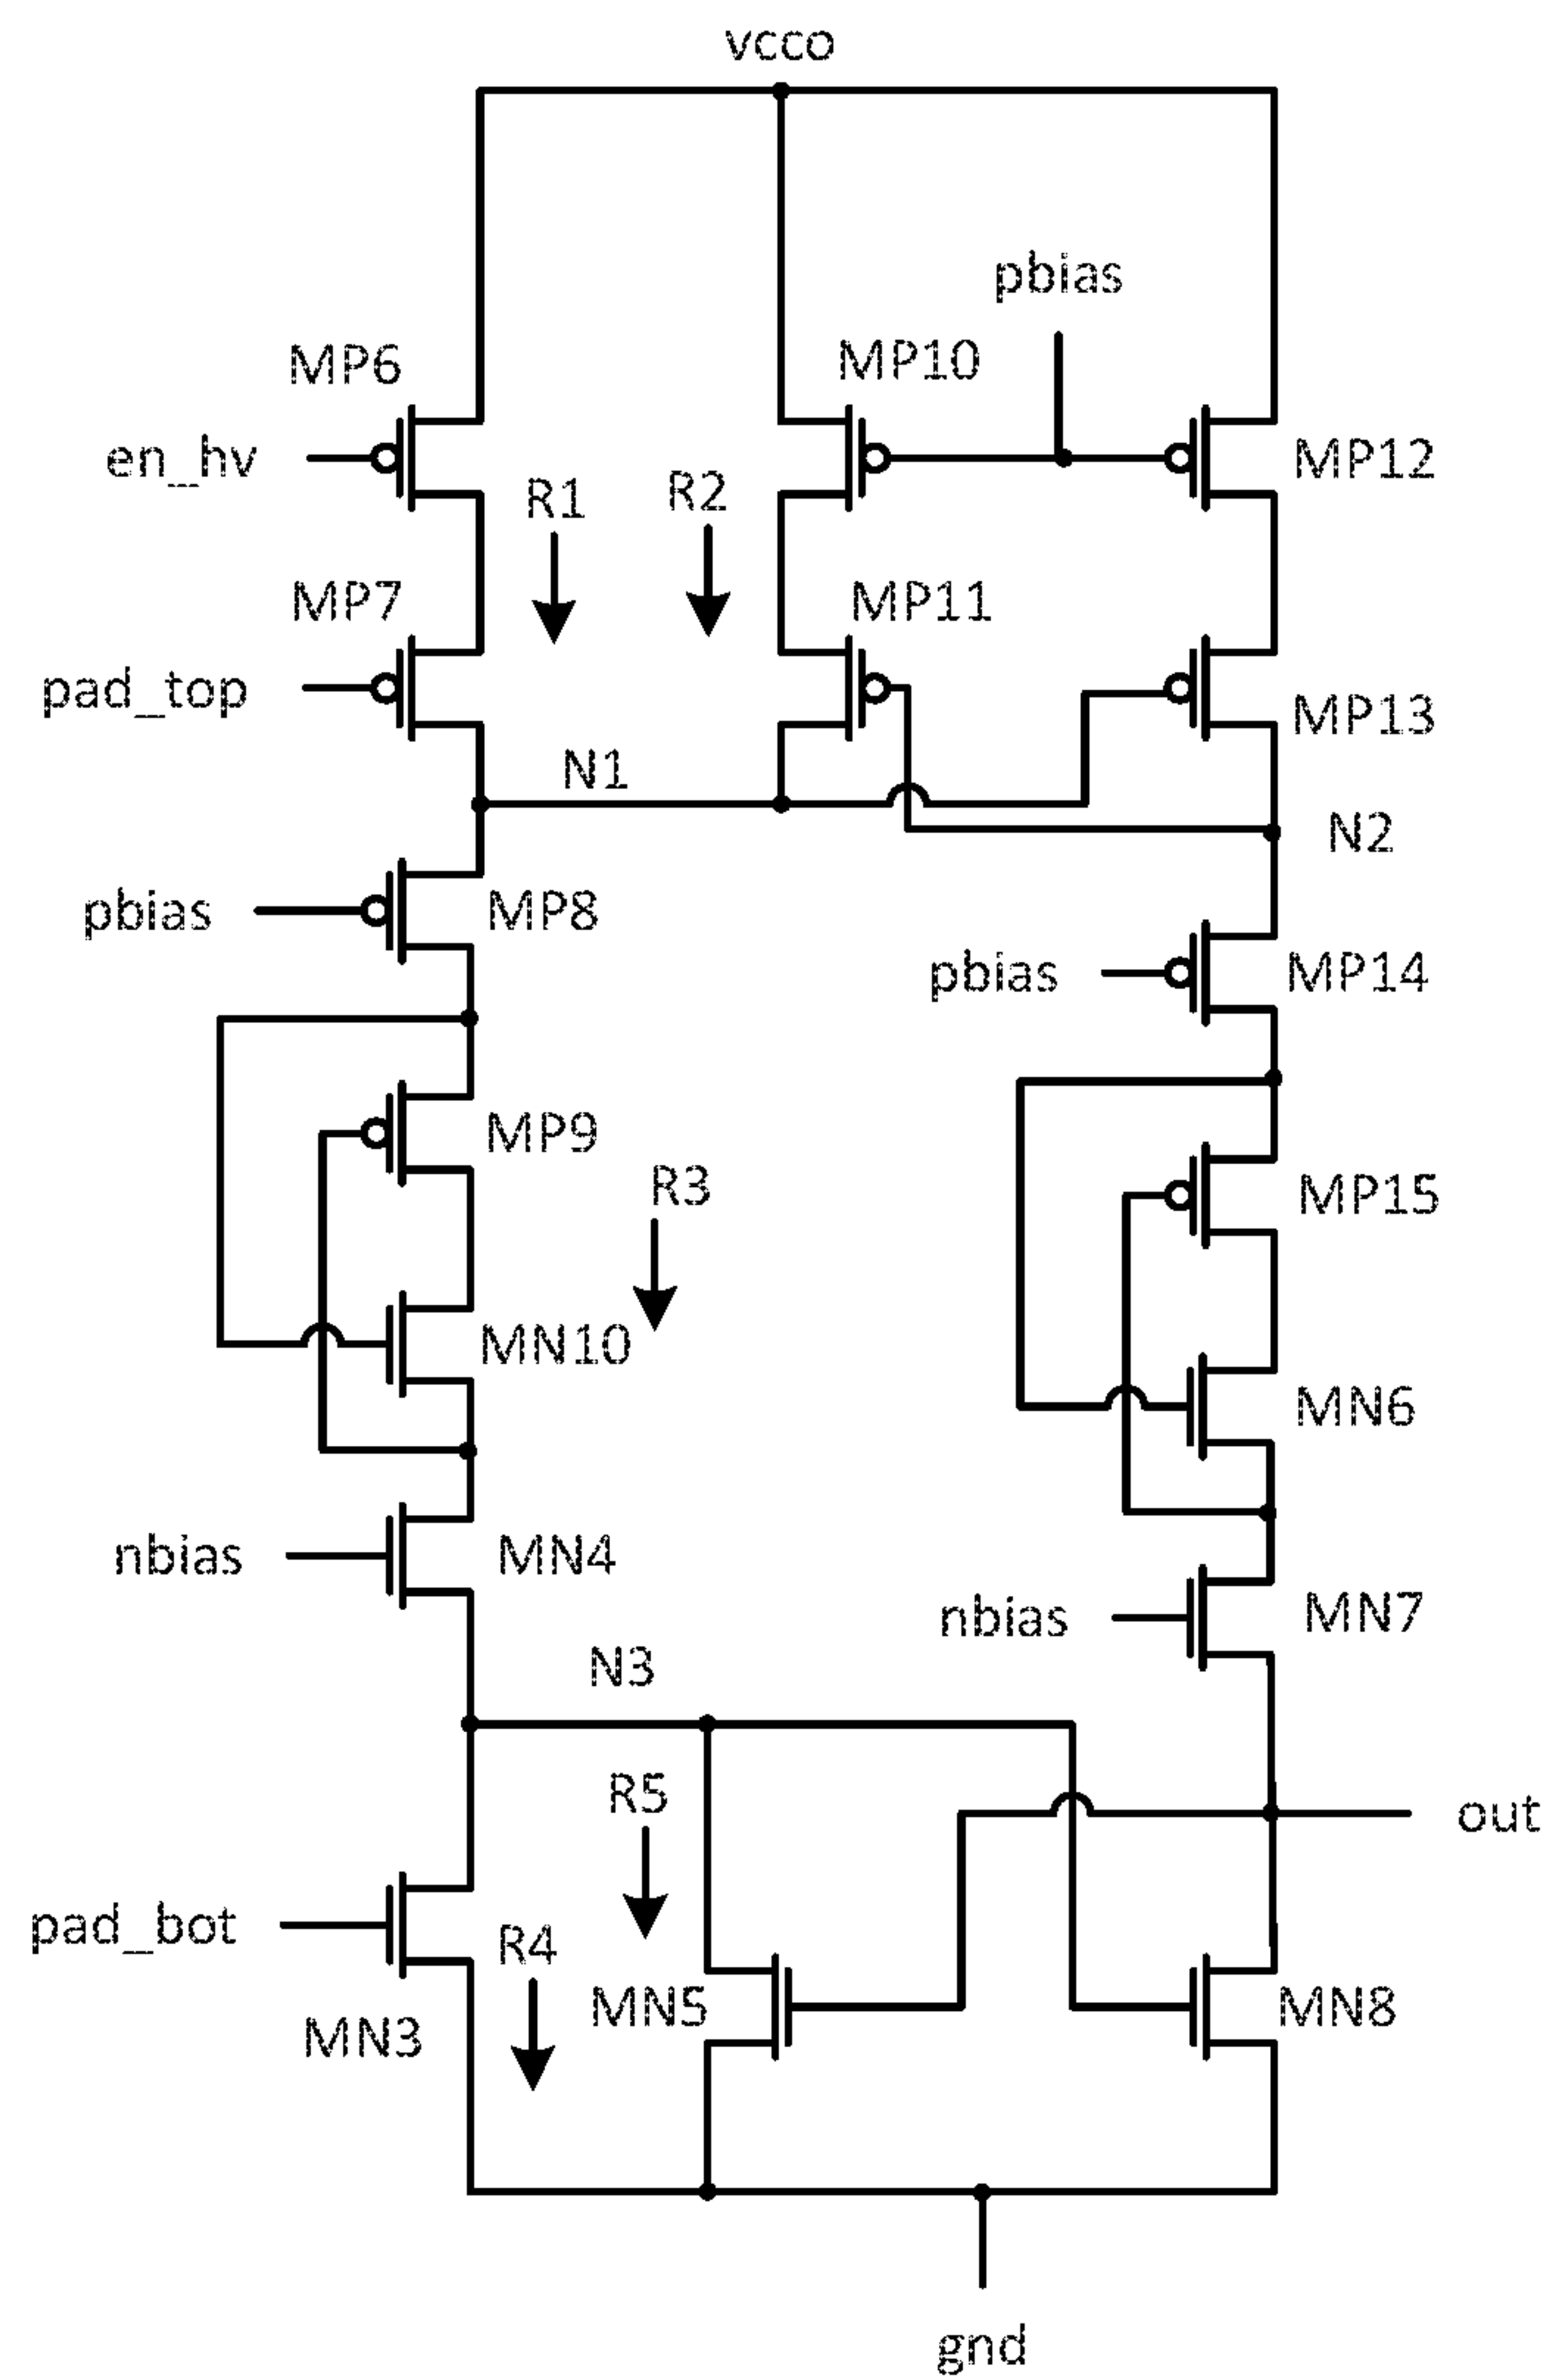 vcco
pbias
MP6
MP10
en_hv
MP12
R1
R2
MP7
MP11
pad_top
MP13
N1
N2
pbias
MP8
pbias
MP14
MP9
R3
MP15
MN10
MN6
nbias
MN4
nbias
MN7
N3
R5
out
pad_bot
R4
MN5
MN8
MN3
gnd